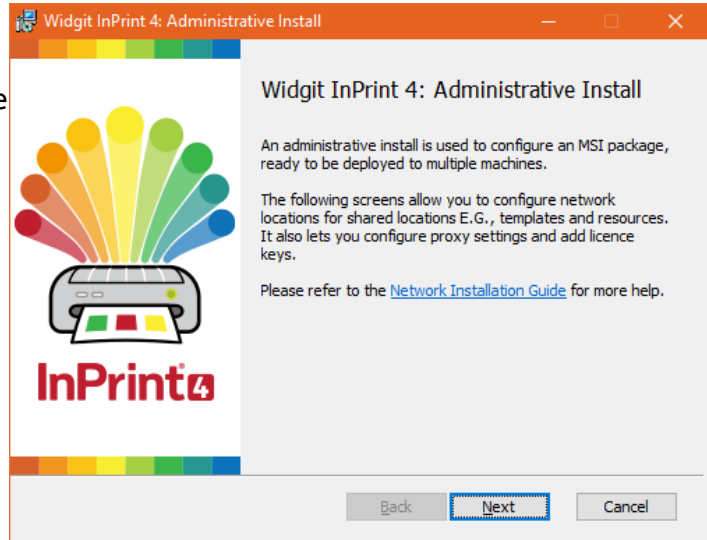 Widgit InPrint 4: Administrative Install
e
Widgit InPrint 4: Administrative Install
An administrative install is used to configure an MSI package,
ready to be deployed to multiple machines.
The following screens allow you to configure network
locations for shared locations E.G., templates and resources.
It also lets you configure proxy settings and add licence
keys.
Please refer to the Network Installation Guide for more help.
InPrint 4
Back
Next
Cancel